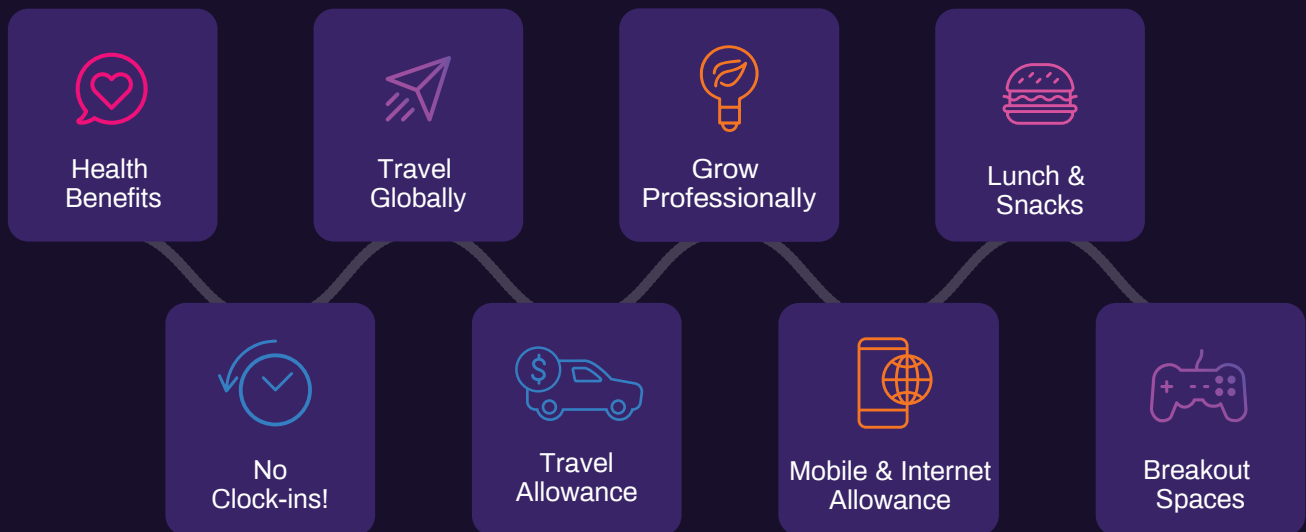 Health
Benefits
Travel
Globally
Grow
Professionally
Lunch &
Snacks
No
Clock-ins!
$
Travel
Allowance
Mobile & Internet
Allowance
Breakout
Spaces